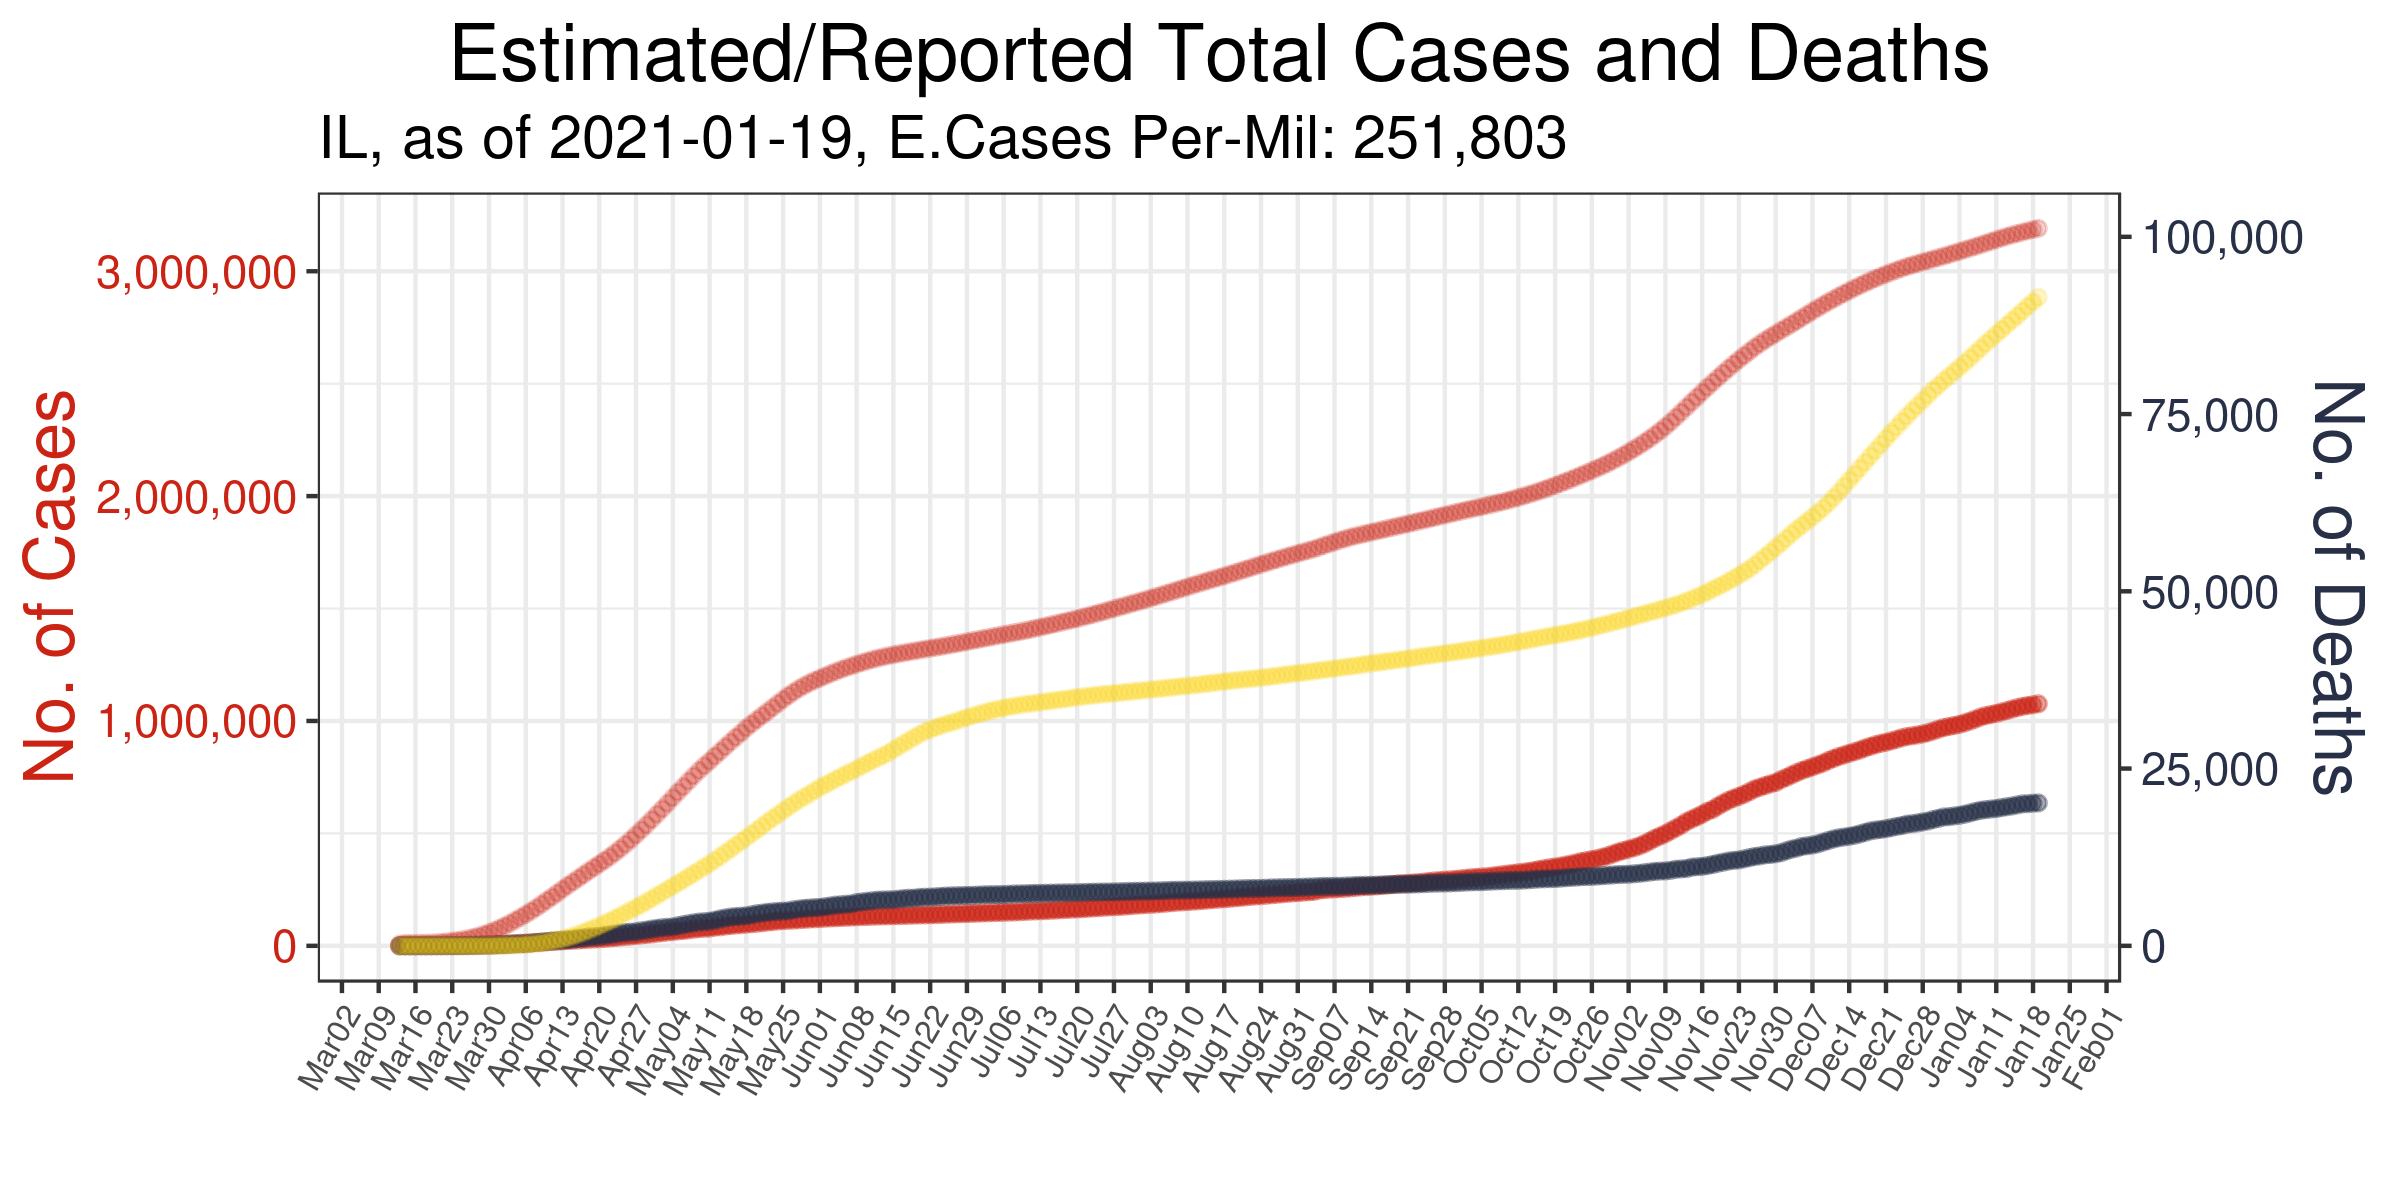 Estimated/Reported Total Cases and Deaths
IL, as of 2021-01-19, E.Cases Per-Mil: 251,803
No. of Cases
3,000,000
2,000,000
1,000,000
0
100,000
75,000
50,000
25,000
0
No. of Deaths
Mar02
Mar09
Mar16
Mar23
Mar30
Apr06
Apr13
Apr20
Apr27
May04
May11
May18
May25
Jun01
Jun08
Jun15
Jun22
Jun29
Jul06
Jul13
Jul20
Jul27
Aug03
Aug10
Aug17
Aug24
Aug31
Sep07
Sep14
Sep21
Sep28
Oct05
Oct12
Oct19
Oct26
Nov02
Nov09
Nov16
Nov23
Nov30
Dec07
Dec14
Dec21
Dec28
Jan04
Jan11
Jan18
Jan25
Feb01